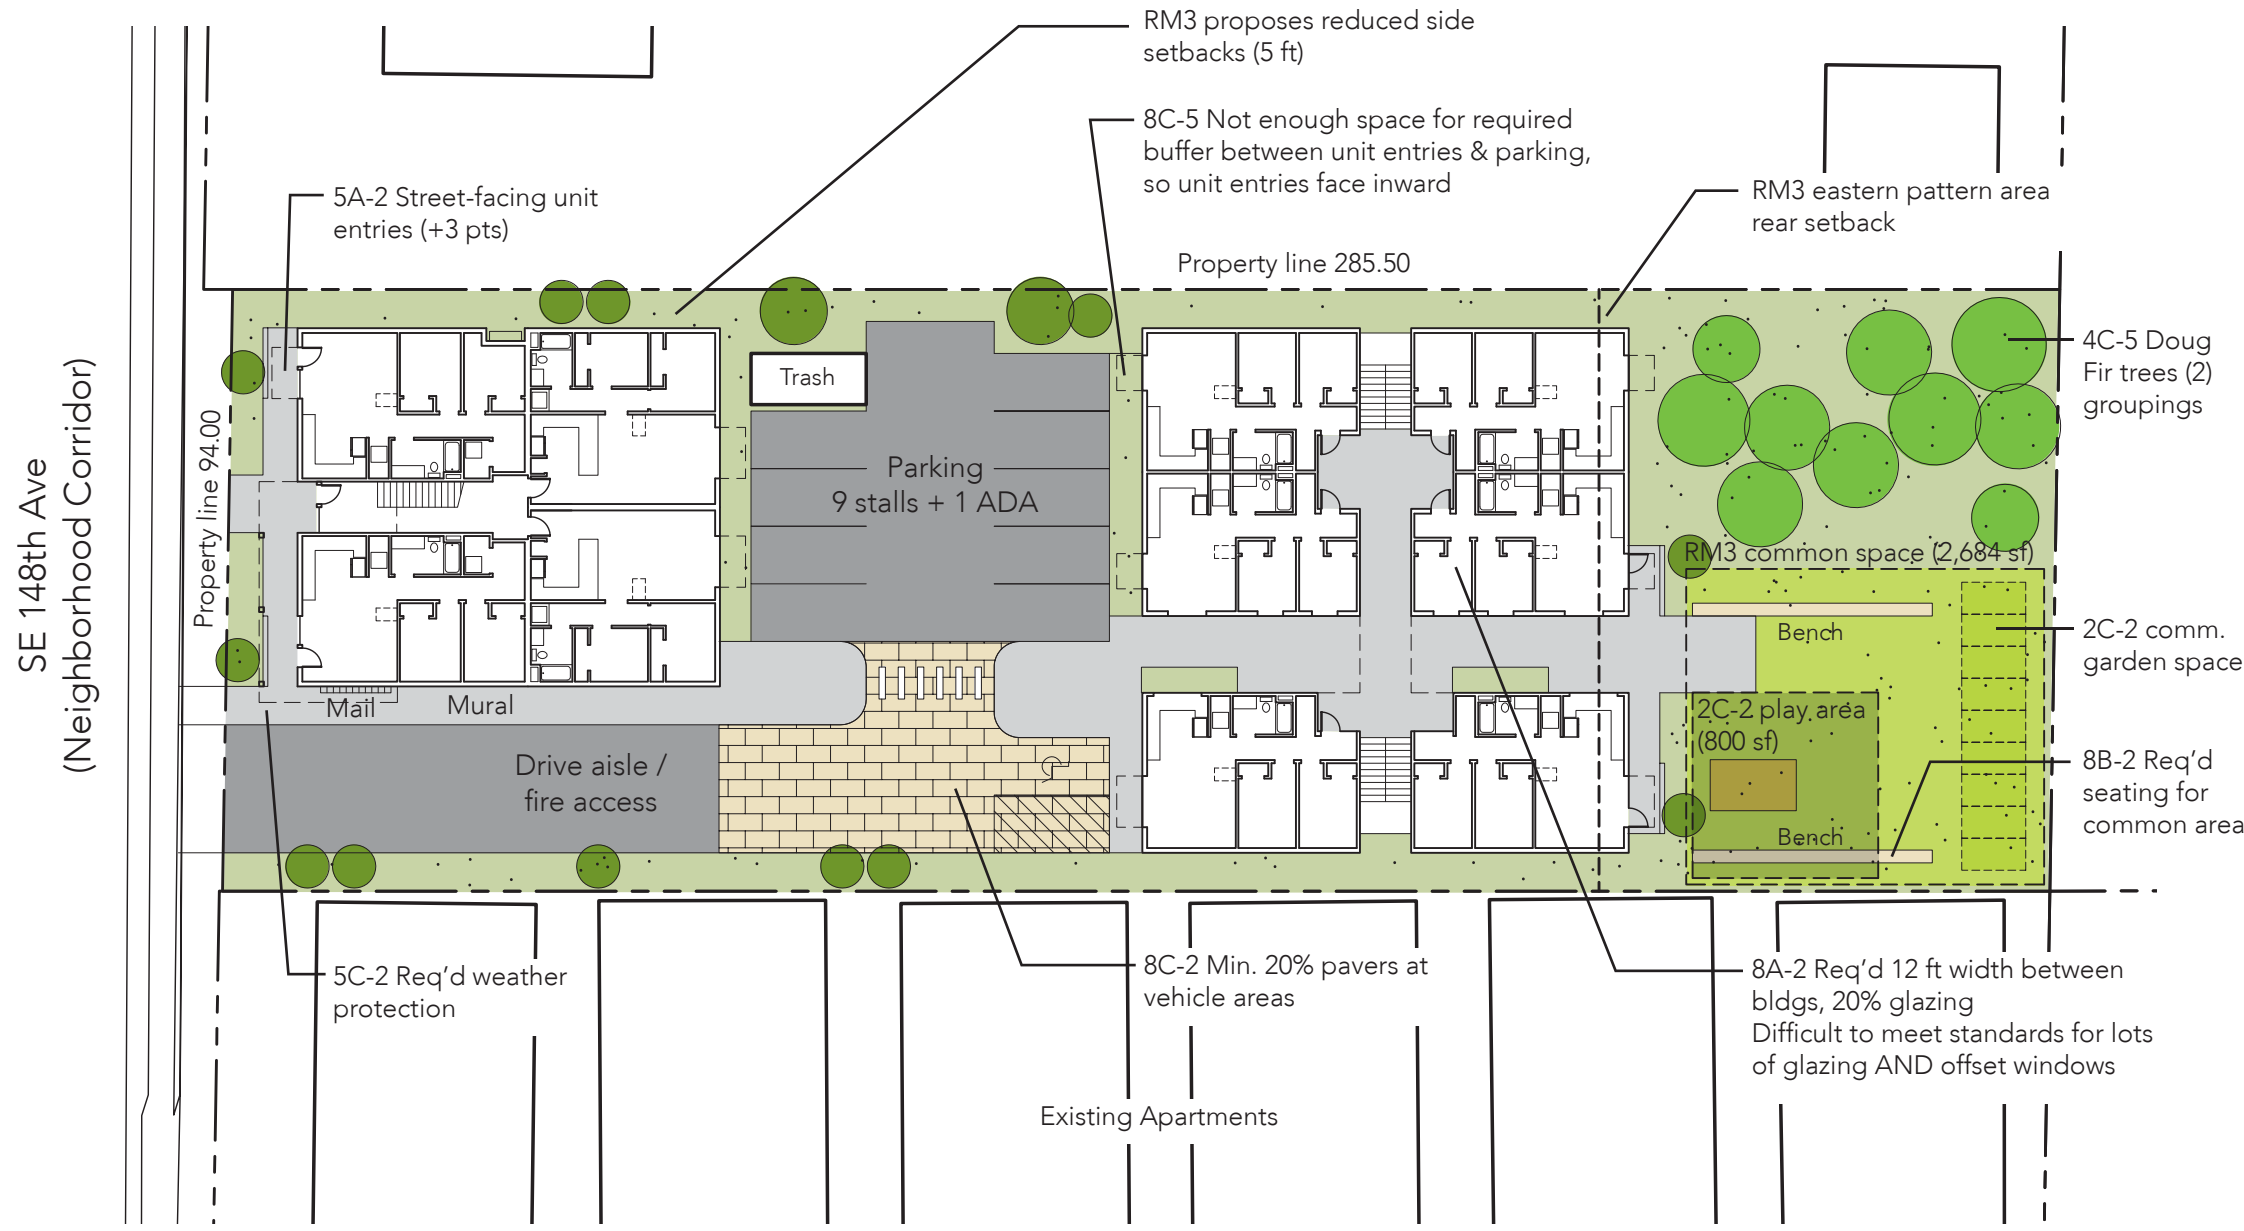 RM3 proposes reduced side
setbacks (5 ft)
8C-5 Not enough space for required
buffer between unit entries & parking,
so unit entries face inward
5A-2 Street-facing unit
entries (+3 pts)
RM3 eastern pattern area
rear setback
Property line 285.50
4C-5 Doug
Fir trees (2)
groupings
Trash
SE 148th Ave
(Neighborhood Corridor)
Property line 94.00
Parking
9 stalls + 1 ADA
RM3 common space (2,684 sf)
Bench
2C-2 comm.
garden space
Mail
Mural
2C-2 play area
(800 sf)
Drive aisle /
fire access
8B-2 Req'd
seating for
common area
Bench
5C-2 Req'd weather
protection
8C-2 Min. 20% pavers at
vehicle areas
8A-2 Req'd 12 ft width between
bldgs, 20% glazing
Difficult to meet standards for lots
of glazing AND offset windows
Existing Apartments